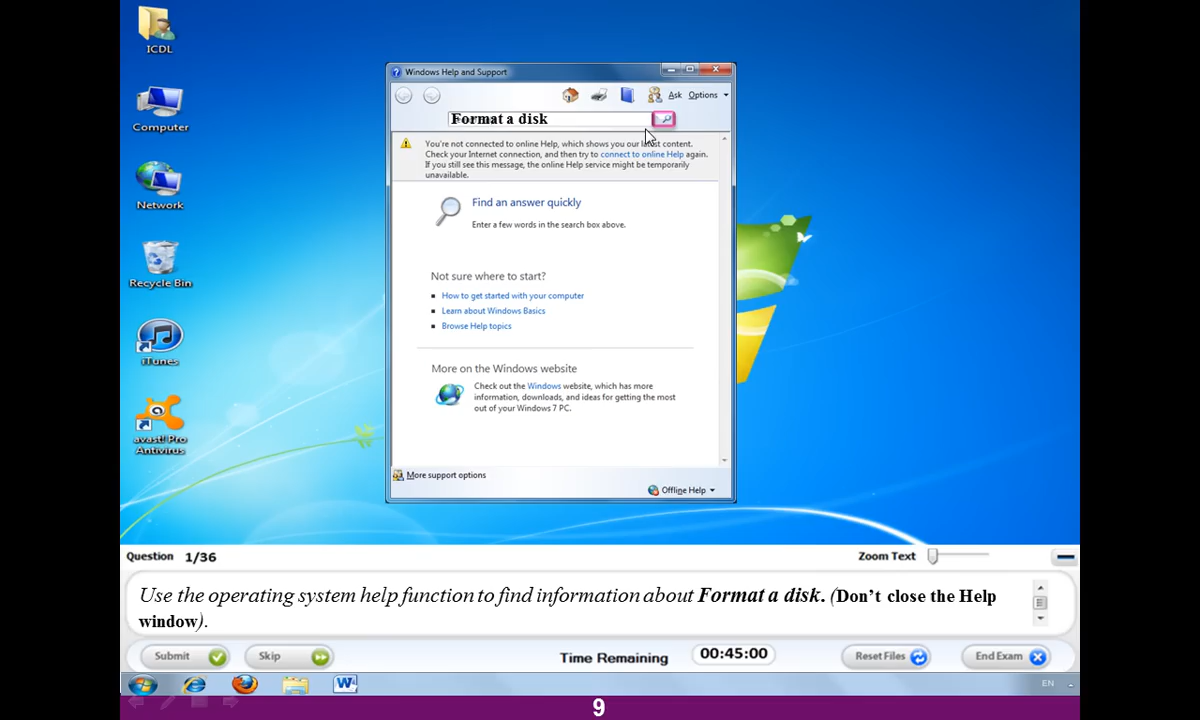 ICDL
Computer
Network
Recycle Bin
iTunes
avast! Pro
Antivirus
Windows Help and Support
Ask Options
Format a disk
You're not connected to online Help, which shows you our latest content.
Check your Internet connection, and then try to connect to online Help again.
If you still see this message, the online Help service might be temporarily
unavailable.
Find an answer quickly
Enter a few words in the search box above.
Not sure where to start?
How to get started with your computer
Learn about Windows Basics
Browse Help topics
More on the Windows website
Check out the Windows website, which has more
information, downloads, and ideas for getting the most
out of your Windows 7 PC.
More support options
Offline Help
Question 1/36
Zoom Text
Use the operating system help function to find information about Format a disk. (Don't close the Help
window).
Submit
Skip
Time Remaining 00:45:00
Reset Files
End Exam
EN
9